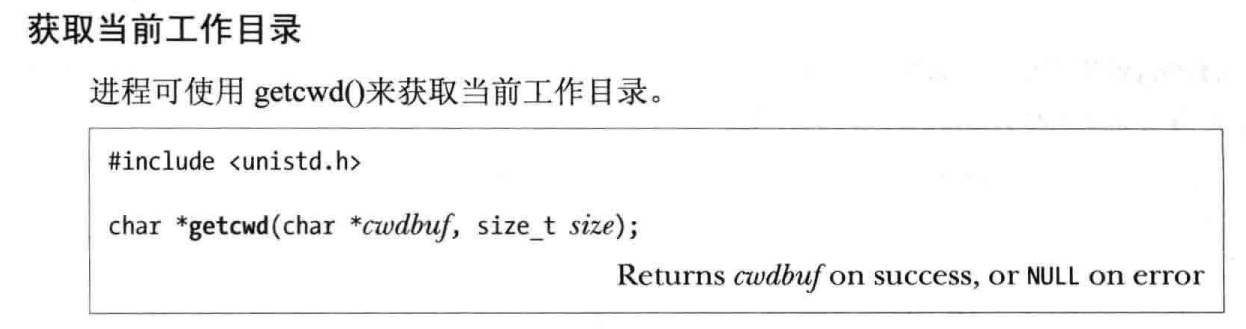 获取当前工作目录
进程可使用 getcwd()来获取当前工作目录。
#include <unistd.h>
char *getcwd(char *cwdbuf, size_t size);
Returns cwdbuf on success, or NULL on error